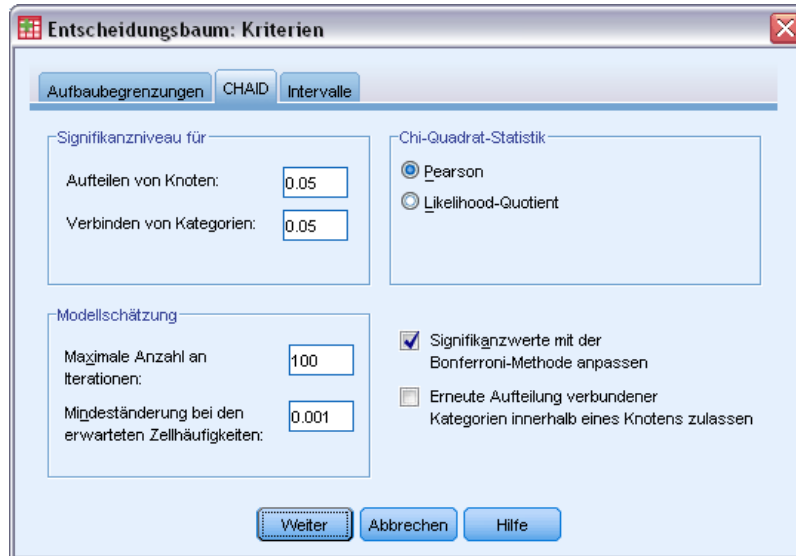 Entscheidungsbaum: Kriterien
Aufbaubegrenzungen
CHAID
Intervalle
Signifikanzniveau für
Aufteilen von Knoten:
0.05
Verbinden von Kategorien:
0.05
Chi-Quadrat-Statistik
Pearson
Likelihood-Quotient
Modellschätzung
Maximale Anzahl an
Iterationen:
100
Mindeständerung bei den
erwarteten Zellhäufigkeiten:
0.001
Signifikanzwerte mit der
Bonferroni-Methode anpassen
Erneute Aufteilung verbundener
Kategorien innerhalb eines Knotens zulassen
Weiter
Abbrechen
Hilfe